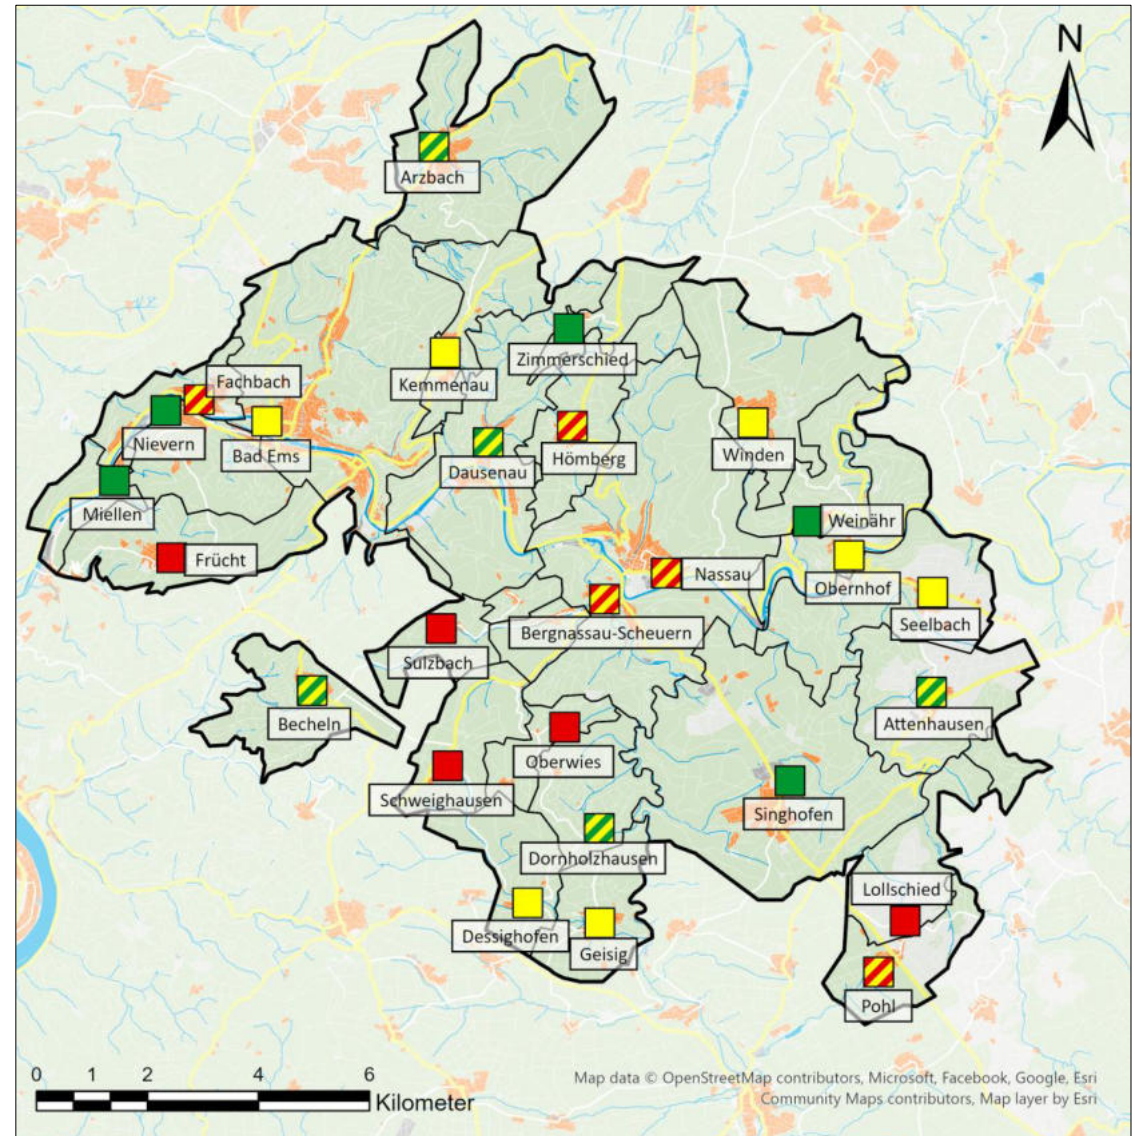 N
Arzbach
Zimmerschied
Kemmenau
Fachbach
Nievern
Bad Ems
Dausenau
Hömberg
Winden
Miellen
Weinähr
Frücht
Nassau
Obernhof
Seelbach
Bergnassau-Scheuern
Sulzbach
Becheln
Attenhausen
Oberwies
Schweighausen
Singhofen
Dornholzhausen
Lollschied
Dessighofen
Geisig
Pohl
0 1 2 4 6
Kilometer
Map data © OpenStreetMap contributors, Microsoft, Facebook, Google, Esri
Community Maps contributors, Map layer by Esri